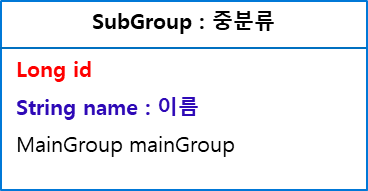 SubGroup : 중분류
Long id
String name : 이름
MainGroup mainGroup